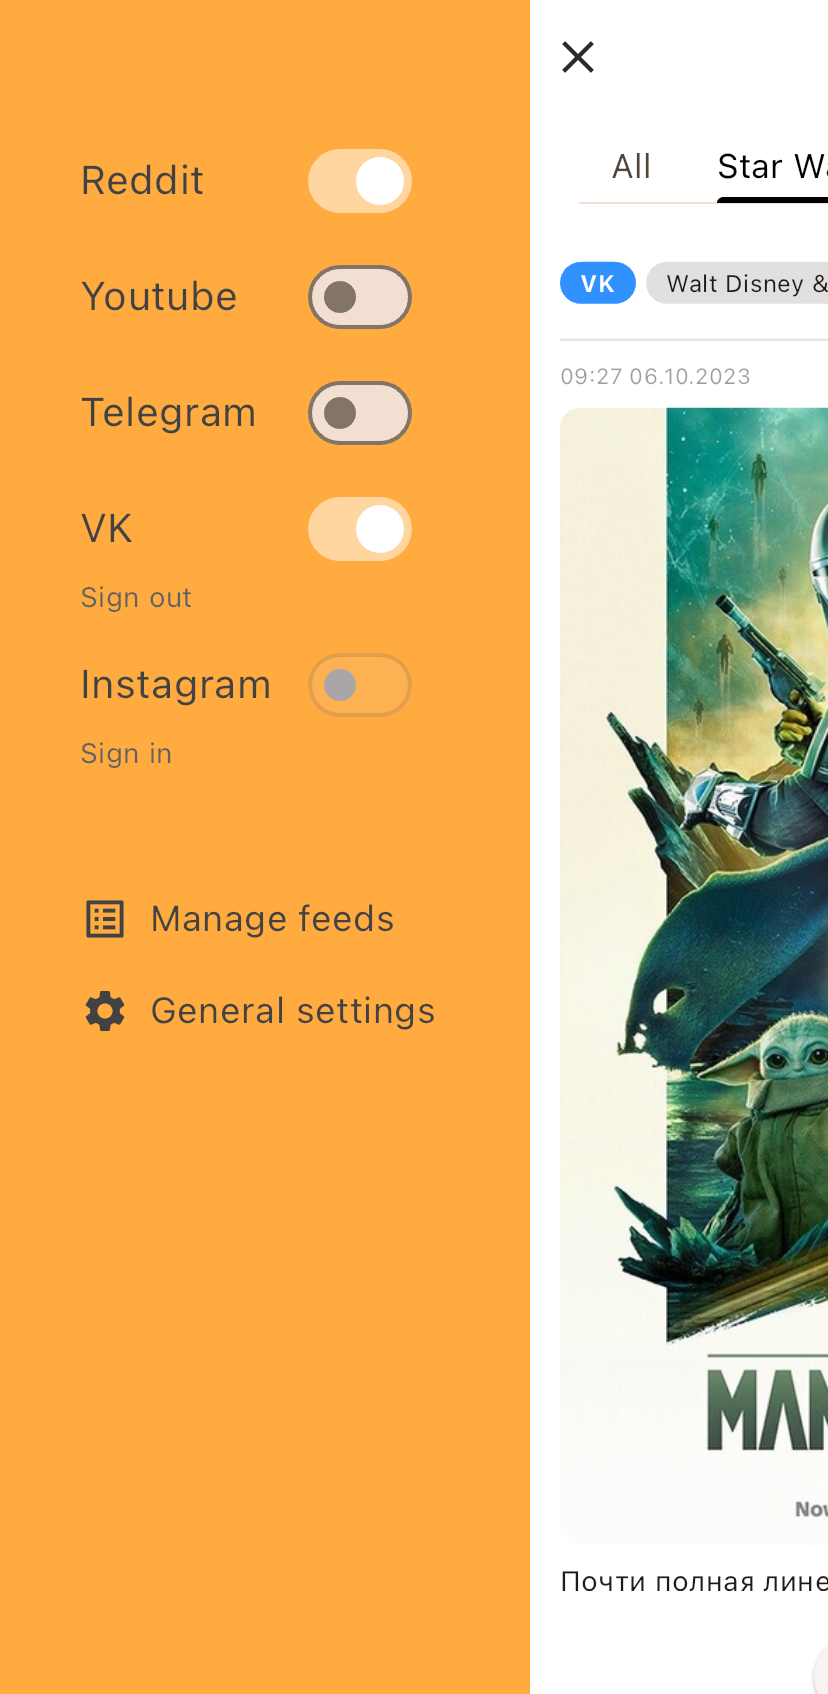 Reddit
Youtube
Telegram
VK
Sign out
Instagram
Sign in
Manage feeds
General settings
All
Star Wa
VK
Walt Disney &
09:27 06.10.2023
MAN
Now
Почти полная лине